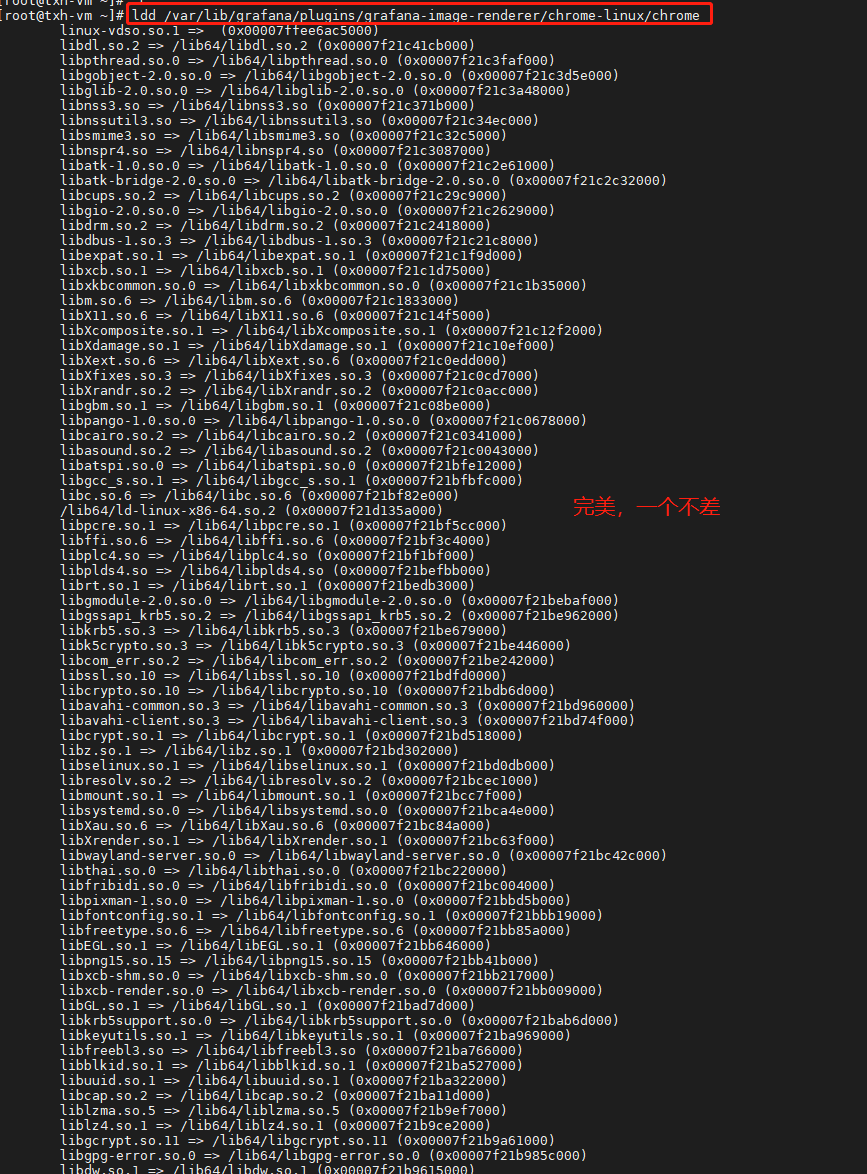 [root@txh-vm ~]#
[root@txh-vm ~]# ldd /var/lib/grafana/plugins/grafana-image-renderer/chrome-linux/chrome
linux-vdso.so.1 =>  (0x00007ffee6ac5000)
libdl.so.2 => /lib64/libdl.so.2 (0x00007f21c41cb000)
libpthread.so.0 => /lib64/libpthread.so.0 (0x00007f21c3faf000)
libgobject-2.0.so.0 => /lib64/libgobject-2.0.so.0 (0x00007f21c3d5e000)
libglib-2.0.so.0 => /lib64/libglib-2.0.so.0 (0x00007f21c3a48000)
libnss3.so => /lib64/libnss3.so (0x00007f21c371b000)
libnssutil3.so => /lib64/libnssutil3.so (0x00007f21c34ec000)
libsmime3.so => /lib64/libsmime3.so (0x00007f21c32c5000)
libnspr4.so => /lib64/libnspr4.so (0x00007f21c3087000)
libatk-1.0.so.0 => /lib64/libatk-1.0.so.0 (0x00007f21c2e61000)
libatk-bridge-2.0.so.0 => /lib64/libatk-bridge-2.0.so.0 (0x00007f21c2c32000)
libcups.so.2 => /lib64/libcups.so.2 (0x00007f21c29c9000)
libgio-2.0.so.0 => /lib64/libgio-2.0.so.0 (0x00007f21c2629000)
libdrm.so.2 => /lib64/libdrm.so.2 (0x00007f21c2418000)
libdbus-1.so.3 => /lib64/libdbus-1.so.3 (0x00007f21c21c8000)
libexpat.so.1 => /lib64/libexpat.so.1 (0x00007f21c1f9d000)
libxcb.so.1 => /lib64/libxcb.so.1 (0x00007f21c1d75000)
libxkbcommon.so.0 => /lib64/libxkbcommon.so.0 (0x00007f21c1b35000)
libm.so.6 => /lib64/libm.so.6 (0x00007f21c1833000)
libX11.so.6 => /lib64/libX11.so.6 (0x00007f21c14f5000)
libXcomposite.so.1 => /lib64/libXcomposite.so.1 (0x00007f21c12f2000)
libXdamage.so.1 => /lib64/libXdamage.so.1 (0x00007f21c10ef000)
libXext.so.6 => /lib64/libXext.so.6 (0x00007f21c0edd000)
libXfixes.so.3 => /lib64/libXfixes.so.3 (0x00007f21c0cd7000)
libXrandr.so.2 => /lib64/libXrandr.so.2 (0x00007f21c0acc000)
libgbm.so.1 => /lib64/libgbm.so.1 (0x00007f21c08be000)
libpango-1.0.so.0 => /lib64/libpango-1.0.so.0 (0x00007f21c0678000)
libcairo.so.2 => /lib64/libcairo.so.2 (0x00007f21c0341000)
libasound.so.2 => /lib64/libasound.so.2 (0x00007f21c0043000)
libatspi.so.0 => /lib64/libatspi.so.0 (0x00007f21bfe12000)
libgcc_s.so.1 => /lib64/libgcc_s.so.1 (0x00007f21bfbfc000)
libc.so.6 => /lib64/libc.so.6 (0x00007f21bf82e000)
/lib64/ld-linux-x86-64.so.2 (0x00007f21d135a000)
完美，一个不差
libpcre.so.1 => /lib64/libpcre.so.1 (0x00007f21bf5cc000)
libffi.so.6 => /lib64/libffi.so.6 (0x00007f21bf3c4000)
libplc4.so => /lib64/libplc4.so (0x00007f21bf1bf000)
libplds4.so => /lib64/libplds4.so (0x00007f21befbb000)
librt.so.1 => /lib64/librt.so.1 (0x00007f21bedb3000)
libgmodule-2.0.so.0 => /lib64/libgmodule-2.0.so.0 (0x00007f21bebaf000)
libgssapi_krb5.so.2 => /lib64/libgssapi_krb5.so.2 (0x00007f21be962000)
libkrb5.so.3 => /lib64/libkrb5.so.3 (0x00007f21be679000)
libk5crypto.so.3 => /lib64/libk5crypto.so.3 (0x00007f21be446000)
libcom_err.so.2 => /lib64/libcom_err.so.2 (0x00007f21be242000)
libssl.so.10 => /lib64/libssl.so.10 (0x00007f21bdfd0000)
libcrypto.so.10 => /lib64/libcrypto.so.10 (0x00007f21bdb6d000)
libavahi-common.so.3 => /lib64/libavahi-common.so.3 (0x00007f21bd960000)
libavahi-client.so.3 => /lib64/libavahi-client.so.3 (0x00007f21bd74f000)
libcrypt.so.1 => /lib64/libcrypt.so.1 (0x00007f21bd518000)
libz.so.1 => /lib64/libz.so.1 (0x00007f21bd302000)
libselinux.so.1 => /lib64/libselinux.so.1 (0x00007f21bd0db000)
libresolv.so.2 => /lib64/libresolv.so.2 (0x00007f21bcec1000)
libmount.so.1 => /lib64/libmount.so.1 (0x00007f21bcc7f000)
libsystemd.so.0 => /lib64/libsystemd.so.0 (0x00007f21bca4e000)
libXau.so.6 => /lib64/libXau.so.6 (0x00007f21bc84a000)
libXrender.so.1 => /lib64/libXrender.so.1 (0x00007f21bc63f000)
libwayland-server.so.0 => /lib64/libwayland-server.so.0 (0x00007f21bc42c000)
libthai.so.0 => /lib64/libthai.so.0 (0x00007f21bc220000)
libfribidi.so.0 => /lib64/libfribidi.so.0 (0x00007f21bc004000)
libpixman-1.so.0 => /lib64/libpixman-1.so.0 (0x00007f21bbd5b000)
libfontconfig.so.1 => /lib64/libfontconfig.so.1 (0x00007f21bbb19000)
libfreetype.so.6 => /lib64/libfreetype.so.6 (0x00007f21bb85a000)
libEGL.so.1 => /lib64/libEGL.so.1 (0x00007f21bb646000)
libpng15.so.15 => /lib64/libpng15.so.15 (0x00007f21bb41b000)
libxcb-shm.so.0 => /lib64/libxcb-shm.so.0 (0x00007f21bb217000)
libxcb-render.so.0 => /lib64/libxcb-render.so.0 (0x00007f21bb009000)
libGL.so.1 => /lib64/libGL.so.1 (0x00007f21bad7d000)
libkrb5support.so.0 => /lib64/libkrb5support.so.0 (0x00007f21bab6d000)
libkeyutils.so.1 => /lib64/libkeyutils.so.1 (0x00007f21ba969000)
libfreebl3.so => /lib64/libfreebl3.so (0x00007f21ba766000)
libblkid.so.1 => /lib64/libblkid.so.1 (0x00007f21ba527000)
libuuid.so.1 => /lib64/libuuid.so.1 (0x00007f21ba322000)
libcap.so.2 => /lib64/libcap.so.2 (0x00007f21ba11d000)
liblzma.so.5 => /lib64/liblzma.so.5 (0x00007f21b9ef7000)
liblz4.so.1 => /lib64/liblz4.so.1 (0x00007f21b9ce2000)
libgcrypt.so.11 => /lib64/libgcrypt.so.11 (0x00007f21b9a61000)
libgpg-error.so.0 => /lib64/libgpg-error.so.0 (0x00007f21b985c000)
libdw.so.1 => /lib64/libdw.so.1 (0x00007f21b9615000)